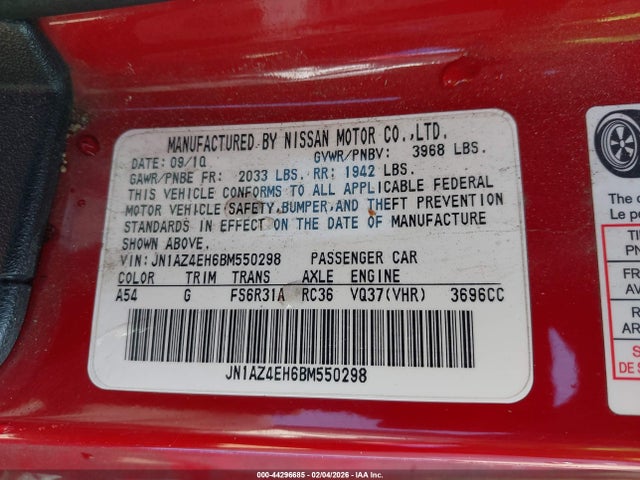 MANUFACTURED BY NISSAN MOTOR CO.,LTD.
DATE: 09/10 GVWR/PNBV: 3968 LBS.
GAWR/PNBE FR: 2033 LBS. RR: 1942 LBS.
THIS VEHICLE CONFORMS TO ALL APPLICABLE FEDERAL
MOTOR VEHICLE SAFETY, BUMPER, AND THEFT PREVENTION
STANDARDS IN EFFECT ON THE DATE OF MANUFACTURE
SHOWN ABOVE.
VIN: JN1AZ4EH6BM550298 PASSENGER CAR
COLOR TRIM TRANS AXLE ENGINE
A54 G FS6R31A RC36 VQ37(VHR) 3696CC
JN1AZ4EH6BM550298
The
Le
000-44296685 - 02/04/2026 - IAA Inc.